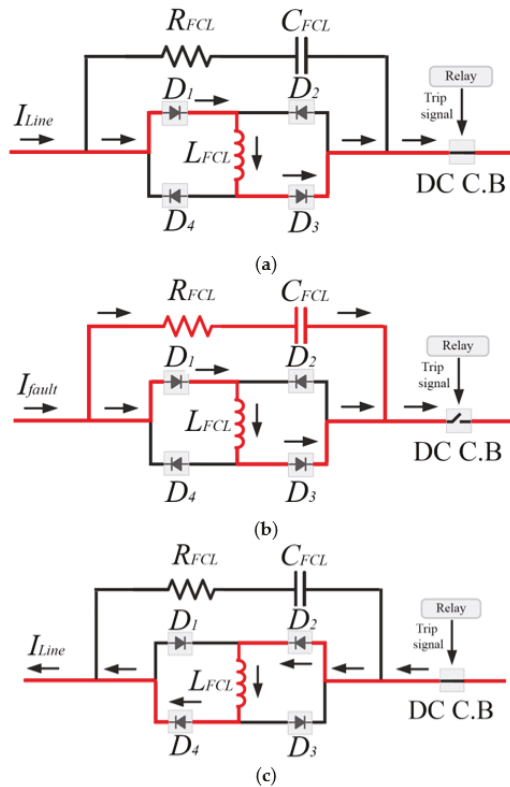 RFCL CFCL
Relay
D1 D2
Trip
signal
ILine
LFCL
DC C.B
D4 D3
(a)
RFCL CFCL
Relay
D1 D2
Trip
signal
Ifault
LFCL
DC C.B
D4 D3
(b)
RFCL CFCL
Relay
D1 D2
Trip
signal
ILine
LFCL
DC C.B
D4 D3
(c)